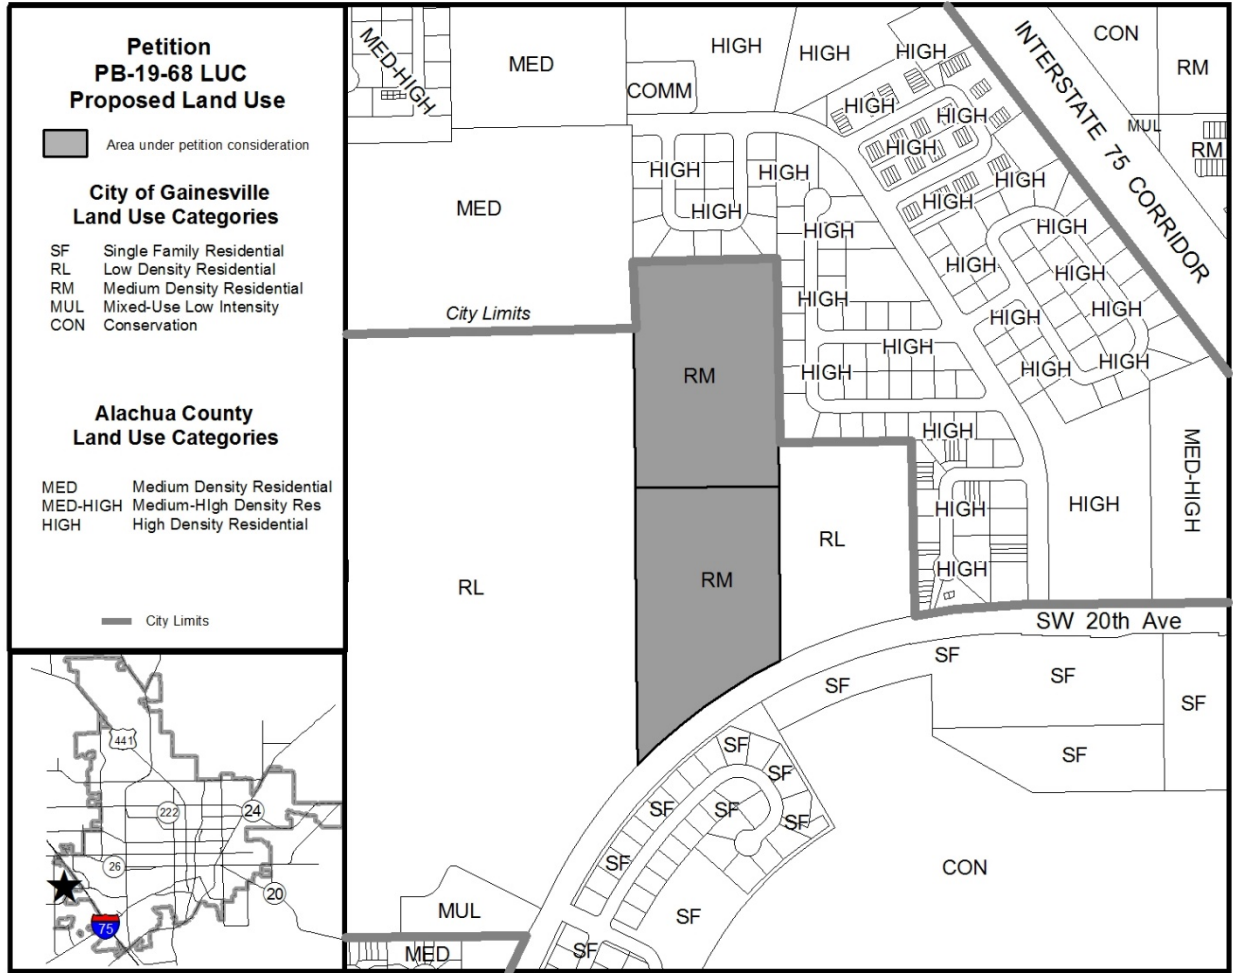 Petition
PB-19-68 LUC
Proposed Land Use
Area under petition consideration
City of Gainesville
Land Use Categories
SF Single Family Residential
RL Low Density Residential
RM Medium Density Residential
MUL Mixed-Use Low Intensity
CON Conservation
Alachua County
Land Use Categories
MED Medium Density Residential
MED-HIGH Medium-HIgh Density Res
HIGH High Density Residential
City Limits
441
222
24
26
20
75
MED-HIGH
MED
HIGH
HIGH
HIGH
CON
RM
COMM
HIGH
HIGH
MUL
INTERSTATE 75 CORRIDOR
HIGH
RM
HIGH
HIGH
HIGH
MED
HIGH
HIGH
HIGH
HIGH
HIGH
HIGH
HIGH
City Limits
HIGH
HIGH
HIGH
HIGH
RM
HIGH
HIGH
HIGH
HIGH
MED-HIGH
HIGH
HIGH
RL
HIGH
RL
RM
SW 20th Ave
SF
SF
SF
SF
SF
SF
SF
SF
SF
SF
SF
CON
MUL
SF
SF
MED